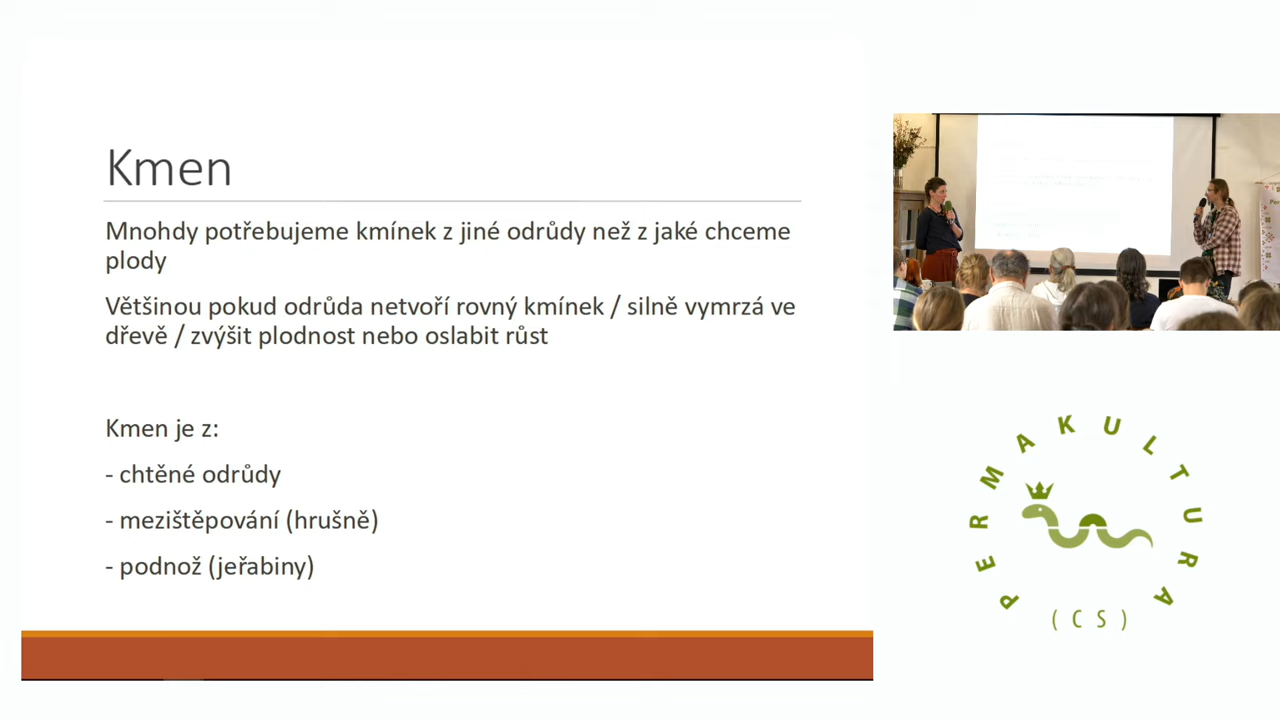 Kmen
Mnohdy potřebujeme kmínek z jiné odrůdy než z jaké chceme
plody
Většinou pokud odrůda netvoří rovný kmínek / silně vymrzá ve
dřevě / zvýšit plodnost nebo oslabit růst
Kmen je z:
- chtěné odrůdy
- mezištěpování (hrušně)
- podnož (jeřabiny)
PERMAKULTURA
(CS)